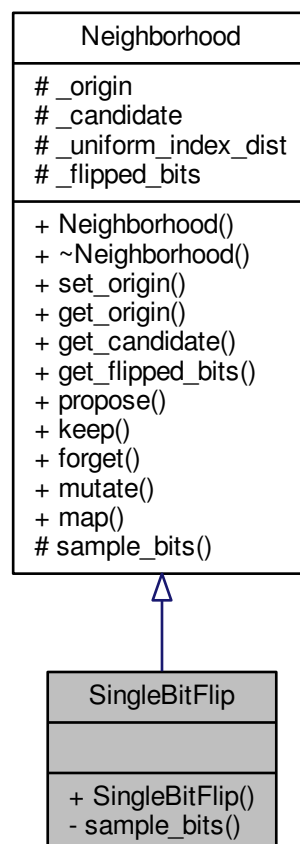 Neighborhood
# _origin
# _candidate
# _uniform_index_dist
# _flipped_bits
+ Neighborhood()
+ ~Neighborhood()
+ set_origin()
+ get_origin()
+ get_candidate()
+ get_flipped_bits()
+ propose()
+ keep()
+ forget()
+ mutate()
+ map()
# sample_bits()
SingleBitFlip
+ SingleBitFlip()
- sample_bits()